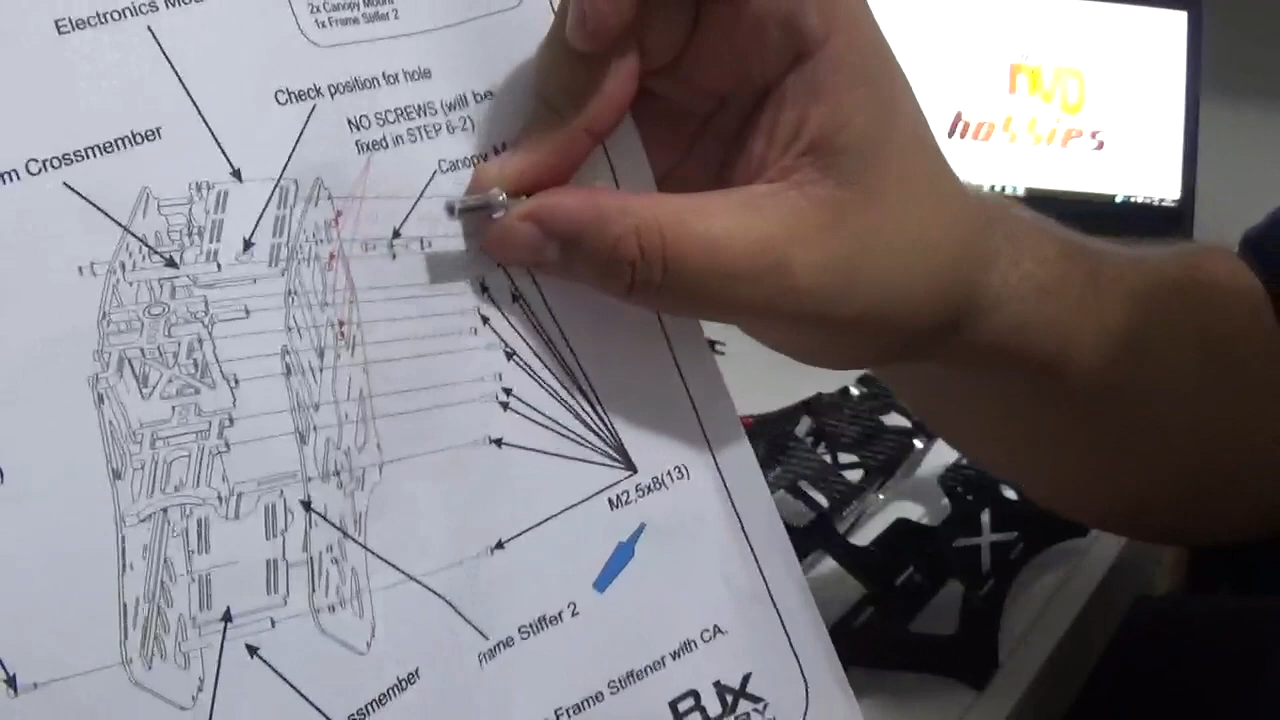 Electronics
2x Canopy Mount
1x Frame Stiffer 2
Check position for hole
NO SCREWS (will be
fixed in STEP 6-2)
m Crossmember
Canopy M
M2,5x8(13)
Frame Stiffer 2
ssmember
Frame Stiffener with CA.
RJX
hobbies